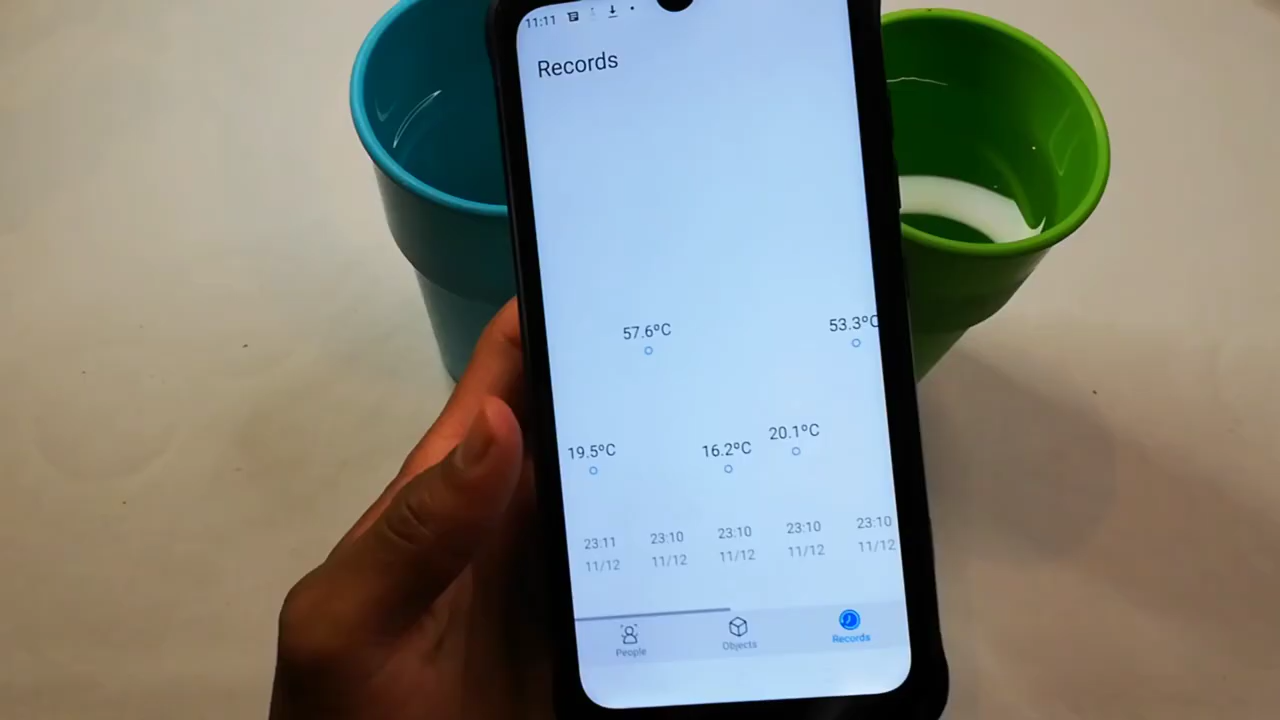 11:11
Records
57.6°C
53.3°C
19.5°C
16.2°C
20.1°C
23:11 23:10 23:10 23:10 23:10
11/12 11/12 11/12 11/12 11/12
People Objects Records